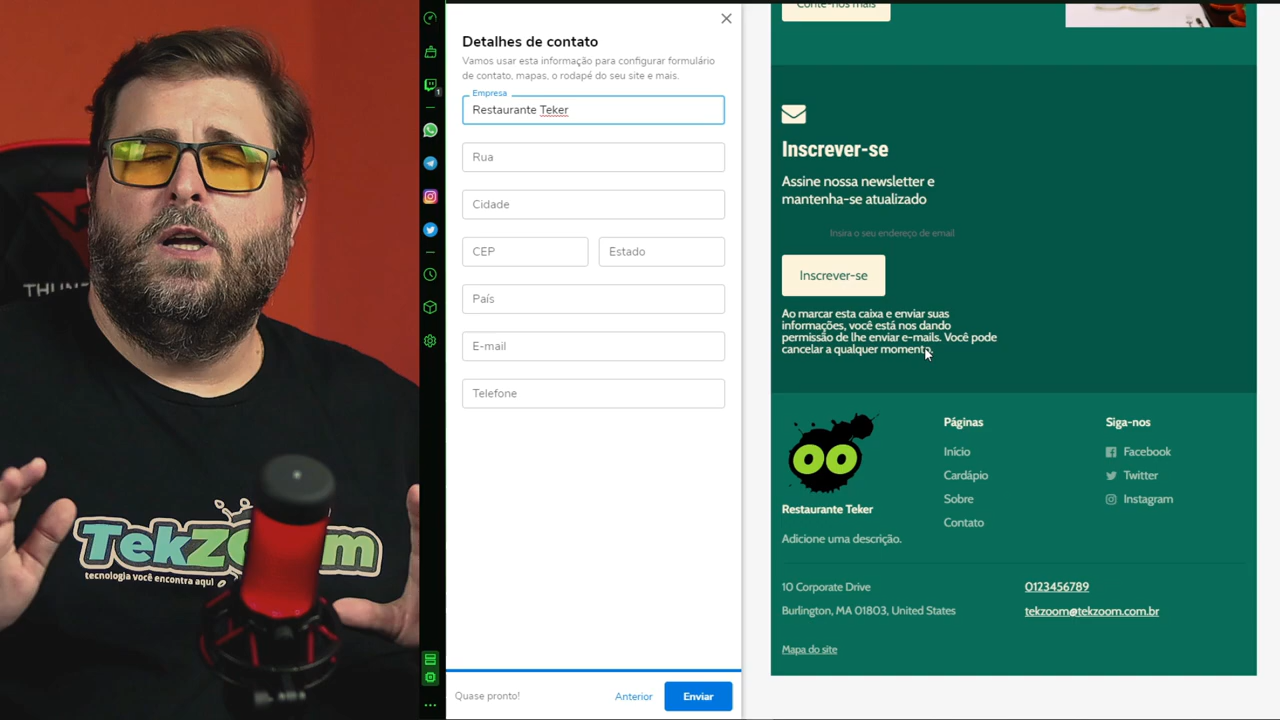 THUN
TekZoom
tecnologia você encontra aqui
1
Detalhes de contato
Vamos usar esta informação para configurar formulário
de contato, mapas, o rodapé do seu site e mais.
Empresa
Restaurante Teker
Rua
Cidade
CEP
Estado
País
E-mail
Telefone
Quase pronto!
Anterior
Enviar
Conte-nos mais
Inscrever-se
Assine nossa newsletter e
mantenha-se atualizado
Insira o seu endereço de email
Inscrever-se
Ao marcar esta caixa e enviar suas
informações, você está nos dando
permissão de lhe enviar e-mails. Você pode
cancelar a qualquer momento.
Restaurante Teker
Adicione uma descrição.
Páginas
Início
Cardápio
Sobre
Contato
Siga-nos
Facebook
Twitter
Instagram
10 Corporate Drive
Burlington, MA 01803, United States
0123456789
tekzoom@tekzoom.com.br
Mapa do site